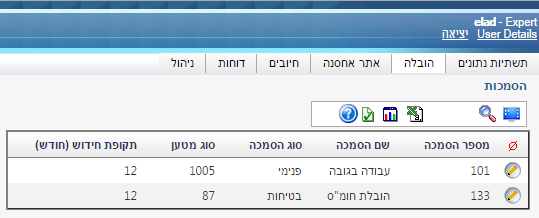 elad - Expert
User Details יציאה
תשתיות נתונים הובלה אתר אחסנה חיובים דוחות ניהול
הסמכות
מספר הסמכה שם הסמכה סוג הסמכה סוג מטען תקופת חידוש (חודש)
101 עבודה בגובה פנימי 1005 12
133 הובלת חומ"ס בטיחות 87 12